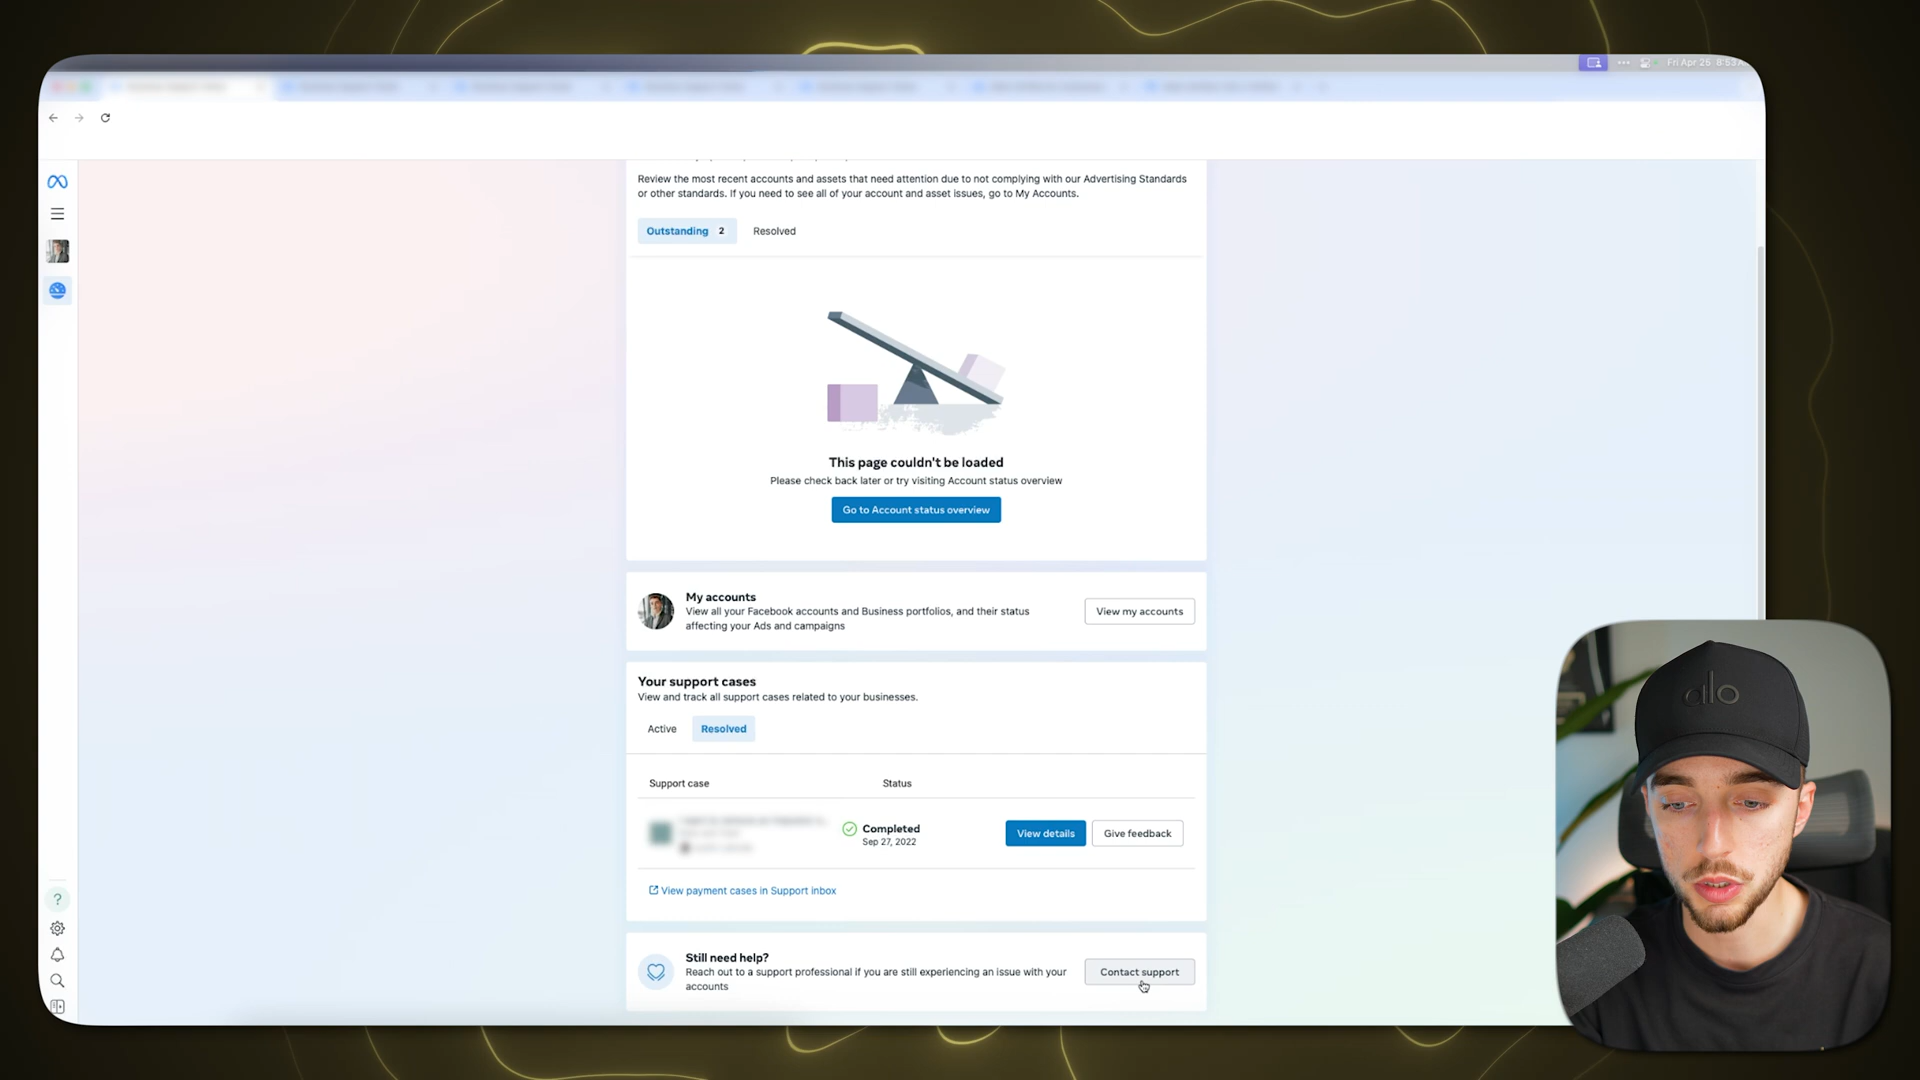 Fri Apr 25 8:53
Review the most recent accounts and assets that need attention due to not complying with our Advertising Standards
or other standards. If you need to see all of your account and asset issues, go to My Accounts.
Outstanding 2 Resolved
This page couldn't be loaded
Please check back later or try visiting Account status overview
Go to Account status overview
My accounts
View all your Facebook accounts and Business portfolios, and their status
affecting your Ads and campaigns
View my accounts
Your support cases
View and track all support cases related to your businesses.
Active Resolved
Support case Status
Completed
Sep 27, 2022
View details Give feedback
View payment cases in Support inbox
Still need help?
Reach out to a support professional if you are still experiencing an issue with your
accounts
Contact support
alo